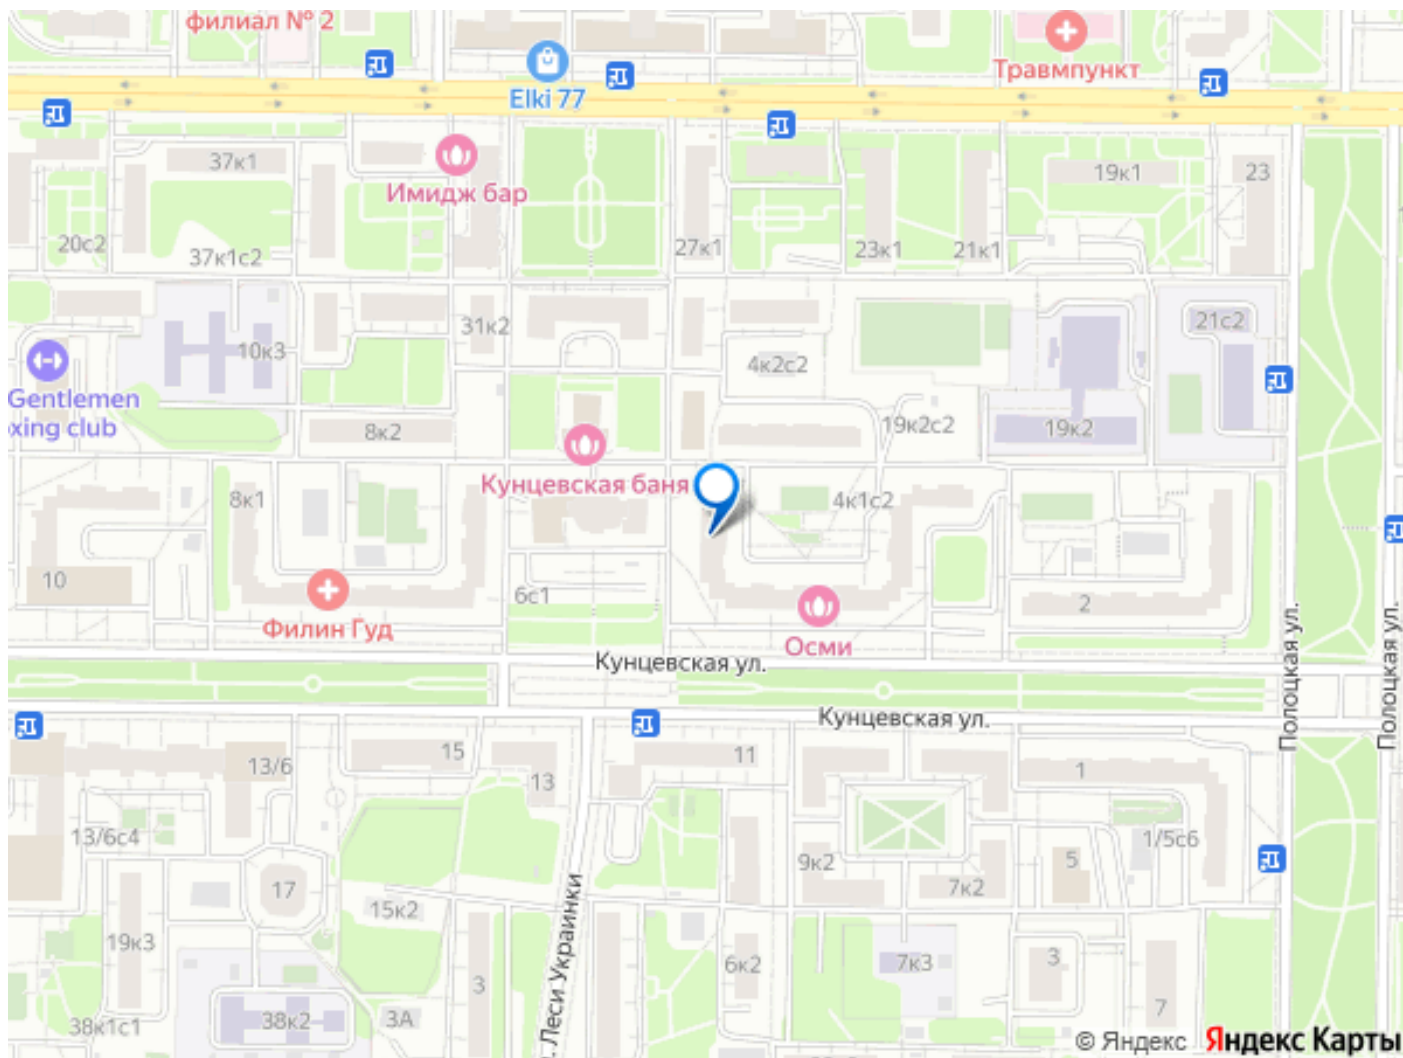 филиал № 2
Elki 77
Травмпункт
37к1
Имидж бар
19к1
23
20с2
37к1с2
27к1
23к1
21к1
31к2
21с2
10к3
4к2с2
Gentlemen
xing club
8к2
19к2с2
19к2
Кунцевская баня
8к1
4к1с2
10
6с1
2
Филин Гуд
Осми
Кунцевская ул.
Полоцкая ул.
Полоцкая ул.
Кунцевская ул.
13/6
15
13
11
1
13/6с4
1/5с6
9к2
5
17
7к2
15к2
19к3
6к2
7к3
3
3
7
38к1с1
38к2
3А
. Леси Украинки
© Яндекс Яндекс Карты